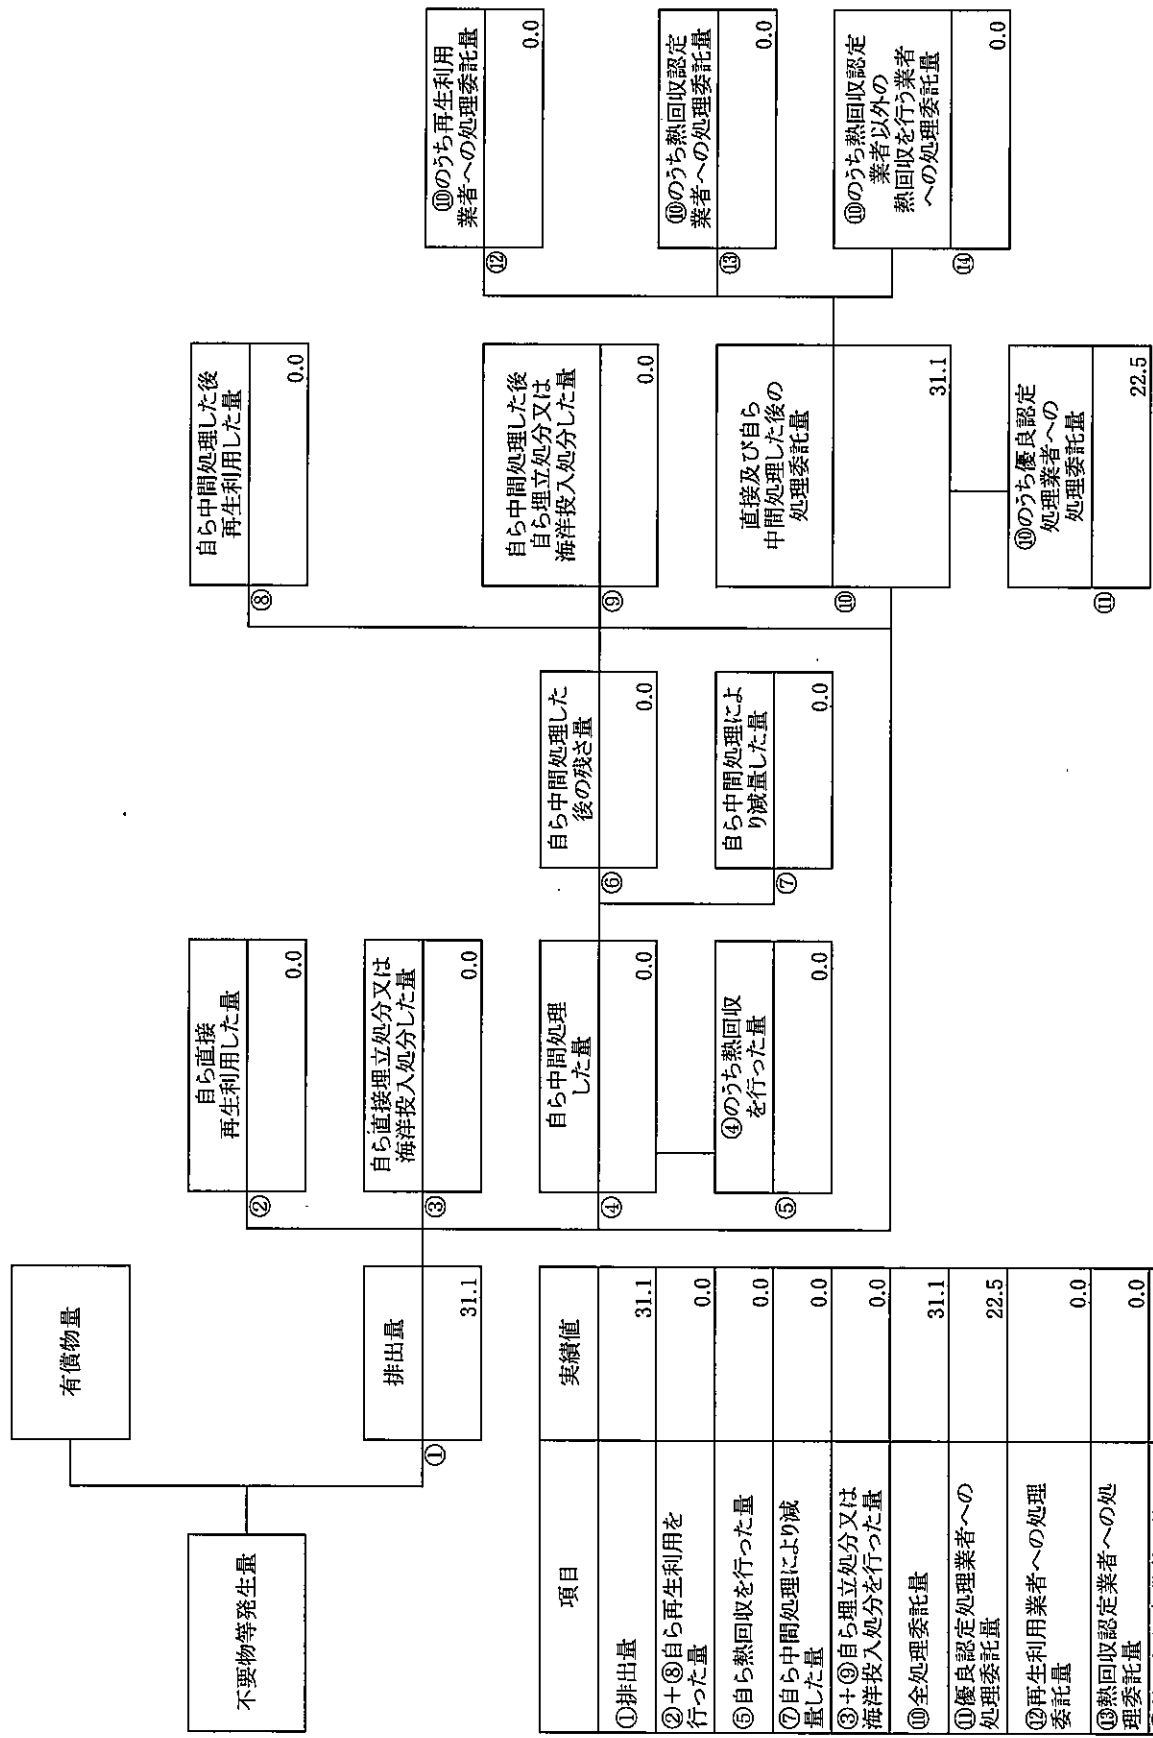 不要物等発生量
有償物量
①
排出量
31.1
②
自ら直接
再生利用した量
0.0
③
自ら直接埋立処分又は
海洋投入処分した量
0.0
④
自ら中間処理
した量
0.0
⑤
④のうち熱回収
を行った量
0.0
⑥
自ら中間処理した
後の残さ量
0.0
⑦
自ら中間処理によ
り減量した量
0.0
⑧
自ら中間処理した後
再生利用した量
0.0
⑨
自ら中間処理した後
自ら埋立処分又は
海洋投入処分した量
0.0
⑩
直接及び自ら
中間処理した後の
処理委託量
31.1
⑪
⑩のうち優良認定
処理業者への
処理委託量
22.5
⑫
⑩のうち再生利用
業者への処理委託量
0.0
⑬
⑩のうち熱回収認定
業者への処理委託量
0.0
⑭
⑩のうち熱回収認定
業者以外の
熱回収を行う業者
への処理委託量
0.0
項目
実績値
①排出量
31.1
②+⑧自ら再生利用を
行った量
0.0
⑤自ら熱回収を行った量
0.0
⑦自ら中間処理により減
量した量
0.0
③+⑨自ら埋立処分又は
海洋投入処分を行った量
0.0
⑩全処理委託量
31.1
⑪優良認定処理業者への
処理委託量
22.5
⑫再生利用業者への処理
委託量
0.0
⑬熱回収認定業者への処
理委託量
0.0